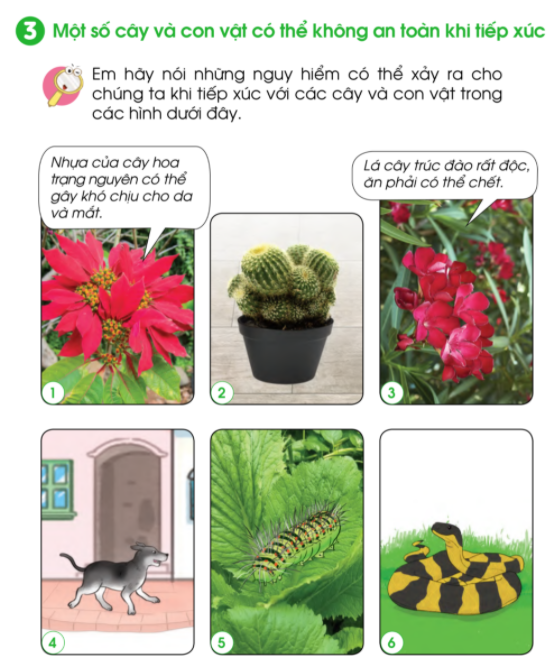 3 Một số cây và con vật có thể không an toàn khi tiếp xúc
Em hãy nói những nguy hiểm có thể xảy ra cho
chúng ta khi tiếp xúc với các cây và con vật trong
các hình dưới đây.
Nhựa của cây hoa
trạng nguyên có thể
gây khó chịu cho da
và mắt.
Lá cây trúc đào rất độc,
ăn phải có thể chết.
1
2
3
4
5
6